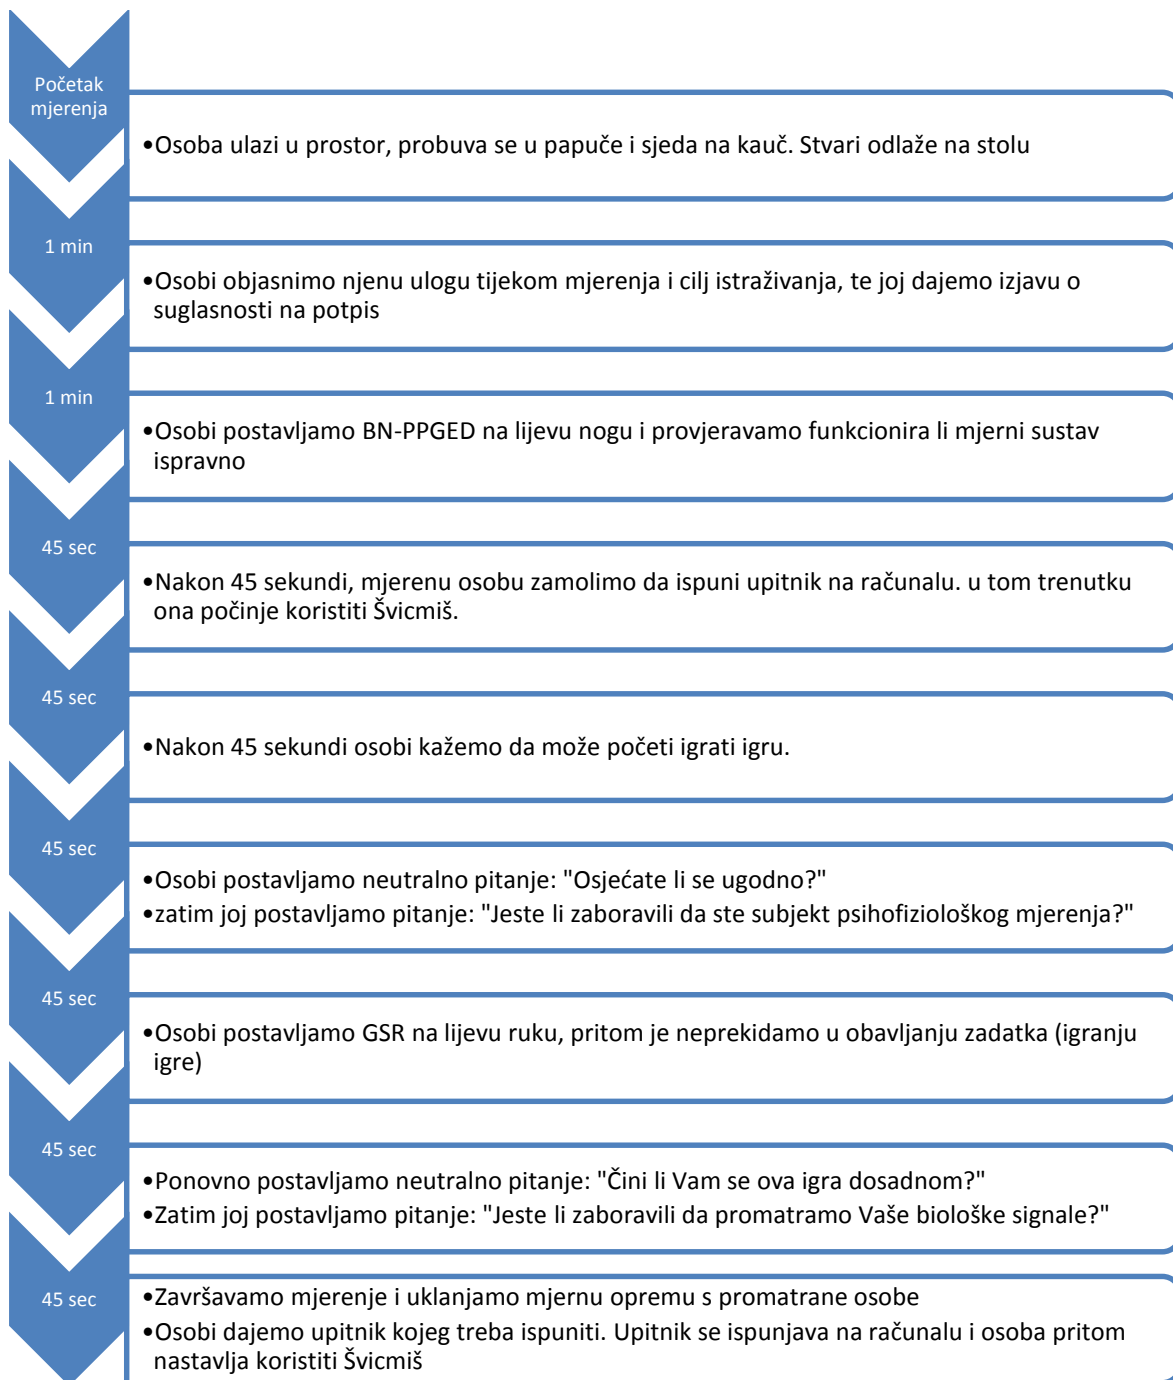 Početak
mjerenja
•Osoba ulazi u prostor, probuva se u papuče i sjeda na kauč. Stvari odlaže na stolu
1 min
•Osobi objasnimo njenu ulogu tijekom mjerenja i cilj istraživanja, te joj dajemo izjavu o
suglasnosti na potpis
1 min
•Osobi postavljamo BN-PPGED na lijevu nogu i provjeravamo funkcionira li mjerni sustav
ispravno
45 sec
•Nakon 45 sekundi, mjerenu osobu zamolimo da ispuni upitnik na računalu. u tom trenutku
ona počinje koristiti Švicmiš.
45 sec
•Nakon 45 sekundi osobi kažemo da može početi igrati igru.
45 sec
•Osobi postavljamo neutralno pitanje: "Osjećate li se ugodno?"
•zatim joj postavljamo pitanje: "Jeste li zaboravili da ste subjekt psihofiziološkog mjerenja?"
45 sec
•Osobi postavljamo GSR na lijevu ruku, pritom je neprekidamo u obavljanju zadatka (igranju
igre)
45 sec
•Ponovno postavljamo neutralno pitanje: "Čini li Vam se ova igra dosadnom?"
•Zatim joj postavljamo pitanje: "Jeste li zaboravili da promatramo Vaše biološke signale?"
45 sec
•Završavamo mjerenje i uklanjamo mjernu opremu s promatrane osobe
•Osobi dajemo upitnik kojeg treba ispuniti. Upitnik se ispunjava na računalu i osoba pritom
nastavlja koristiti Švicmiš